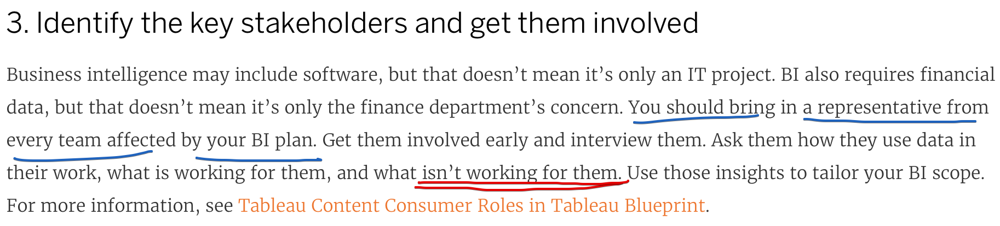 3. Identify the key stakeholders and get them involved
Business intelligence may include software, but that doesn’t mean it’s only an IT project. BI also requires financial
data, but that doesn’t mean it’s only the finance department’s concern. You should bring in a representative from
every team affected by your BI plan. Get them involved early and interview them. Ask them how they use data in
their work, what is working for them, and what isn’t working for them. Use those insights to tailor your BI scope.
For more information, see Tableau Content Consumer Roles in Tableau Blueprint.